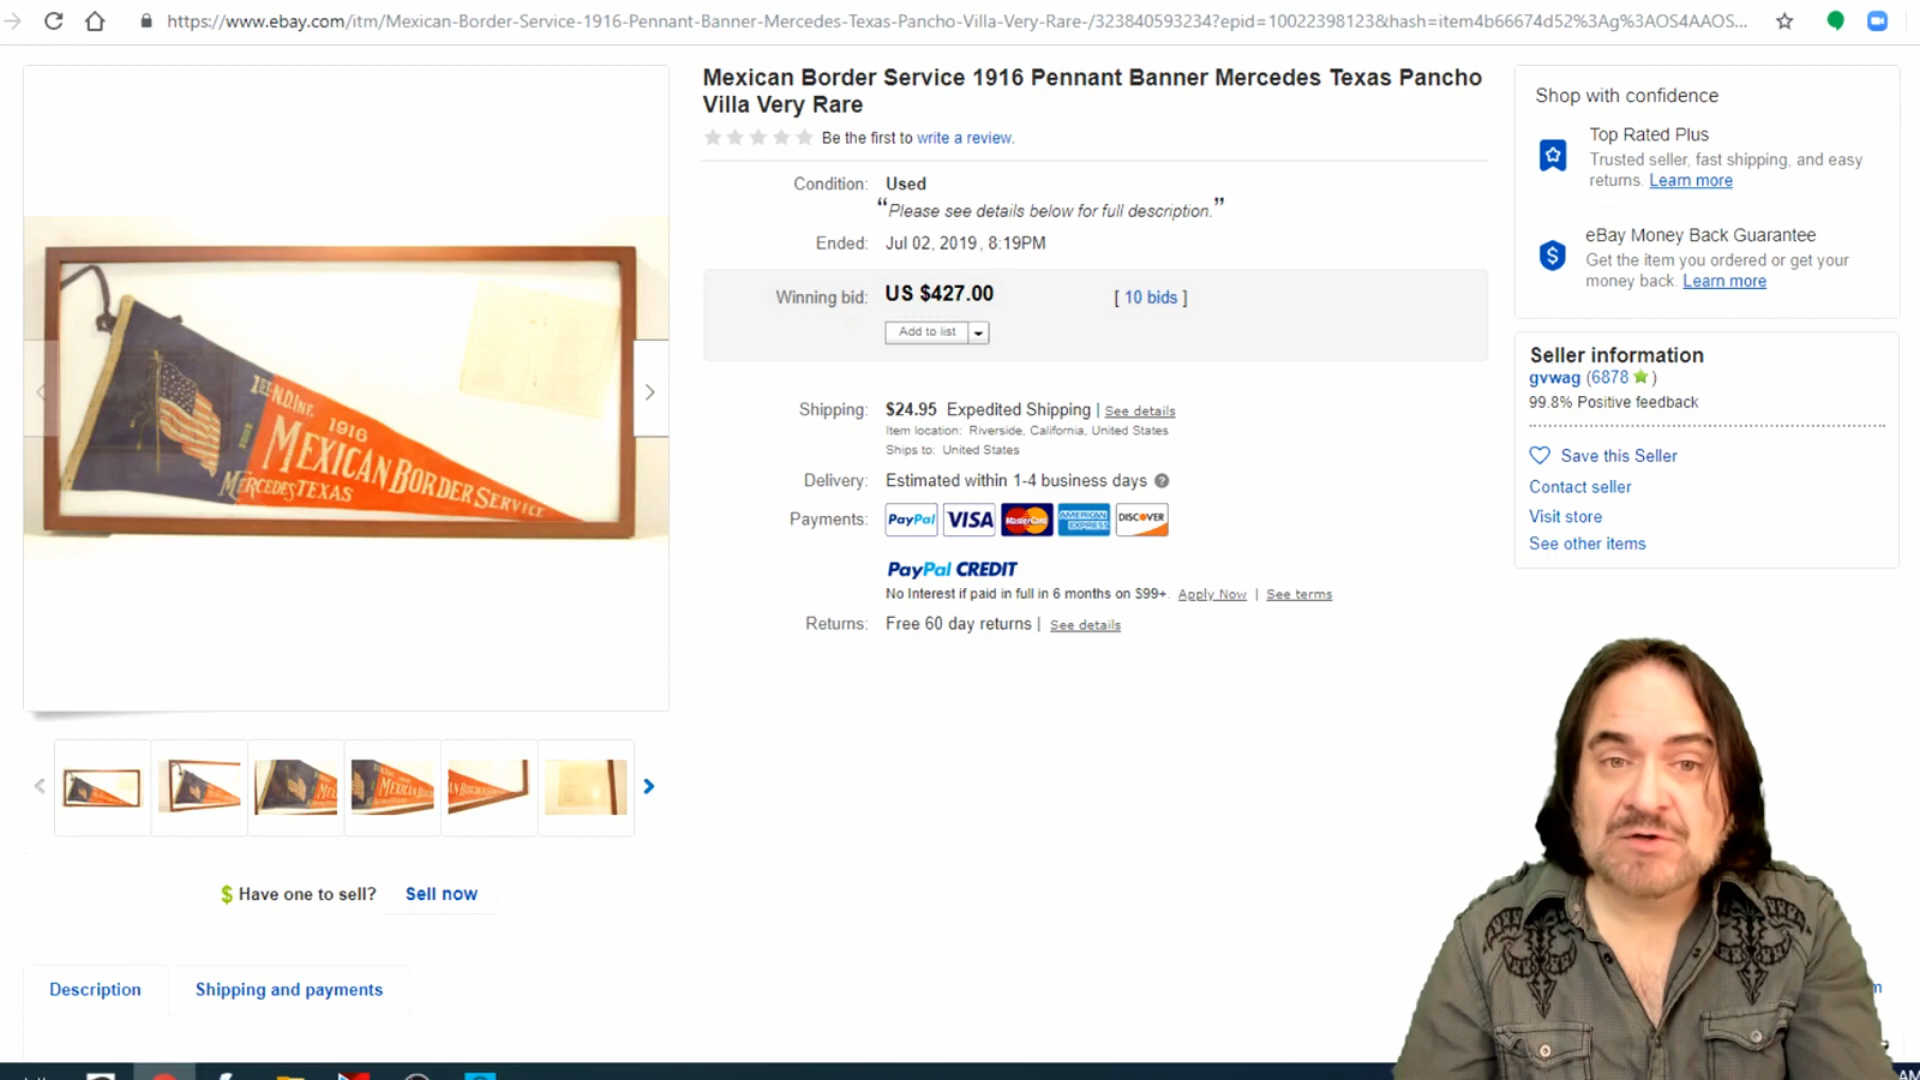 https://www.ebay.com/itm/Mexican-Border-Service-1916-Pennant-Banner-Mercedes-Texas-Pancho-Villa-Very-Rare-/323840593234?epid=10022398123&hash=item4b66674d52%3Ag%3AOS4AAOS...
Mexican Border Service 1916 Pennant Banner Mercedes Texas Pancho
Villa Very Rare
Be the first to write a review.
Condition: Used
“Please see details below for full description.”
Ended: Jul 02, 2019 , 8:19PM
Winning bid: US $427.00 [ 10 bids ]
Add to list
Shipping: $24.95 Expedited Shipping | See details
Item location: Riverside, California, United States
Ships to: United States
Delivery: Estimated within 1-4 business days
Payments: PayPal VISA MasterCard AMERICAN EXPRESS DISCOVER
PayPal CREDIT
No Interest if paid in full in 6 months on $99+. Apply Now | See terms
Returns: Free 60 day returns | See details
1ST N.D. INF.
1916
MEXICAN BORDER SERVICE
MERCEDES TEXAS
$ Have one to sell? Sell now
Description Shipping and payments
Shop with confidence
Top Rated Plus
Trusted seller, fast shipping, and easy
returns. Learn more
eBay Money Back Guarantee
Get the item you ordered or get your
money back. Learn more
Seller information
gvwag (6878)
99.8% Positive feedback
Save this Seller
Contact seller
Visit store
See other items